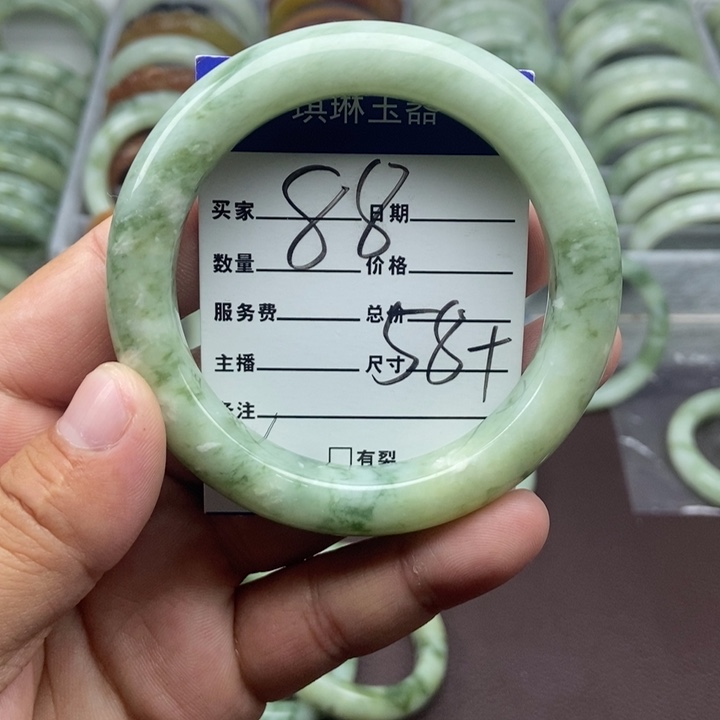 琪琳玉器
88
买家 日期
数量 价格
服务费 总价
58+
主播 尺寸
备注
有裂